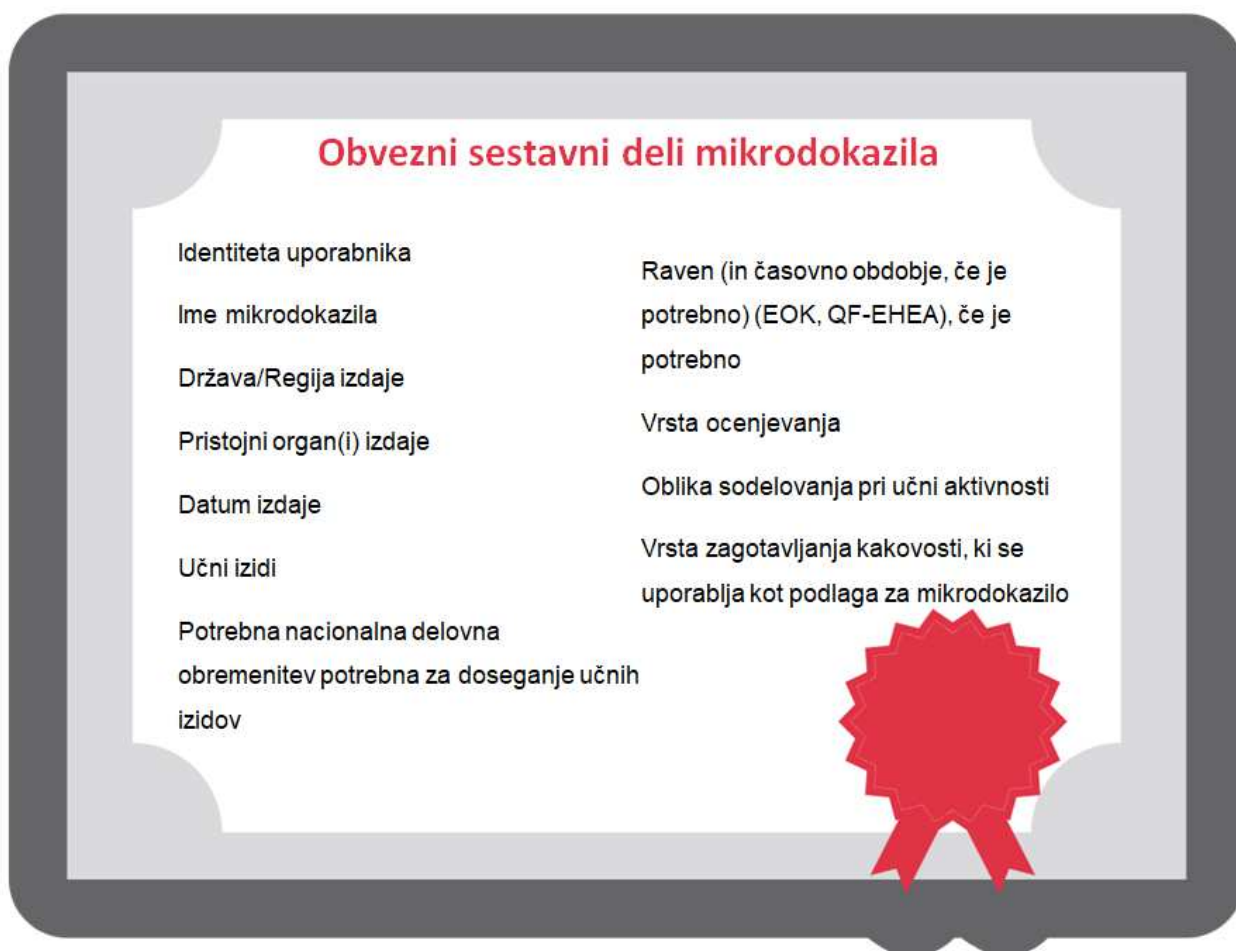 Obvezni sestavni deli mikrodokazila
Identiteta uporabnika
Ime mikrodokazila
Država/Regija izdaje
Pristojni organ(i) izdaje
Datum izdaje
Učni izidi
Potrebna nacionalna delovna
obremenitev potrebna za doseganje učnih
izidov
Raven (in časovno obdobje, če je
potrebno) (EOK, QF-EHEA), če je
potrebno
Vrsta ocenjevanja
Oblika sodelovanja pri učni aktivnosti
Vrsta zagotavljanja kakovosti, ki se
uporablja kot podlaga za mikrodokazilo